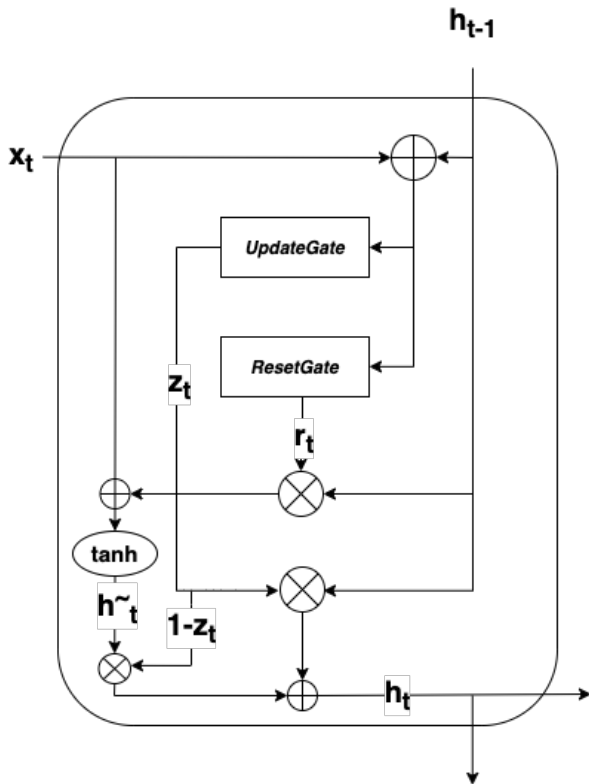 h_{t-1}
x_t
UpdateGate
ResetGate
z_t
r_t
tanh
h~_t
1-z_t
h_t